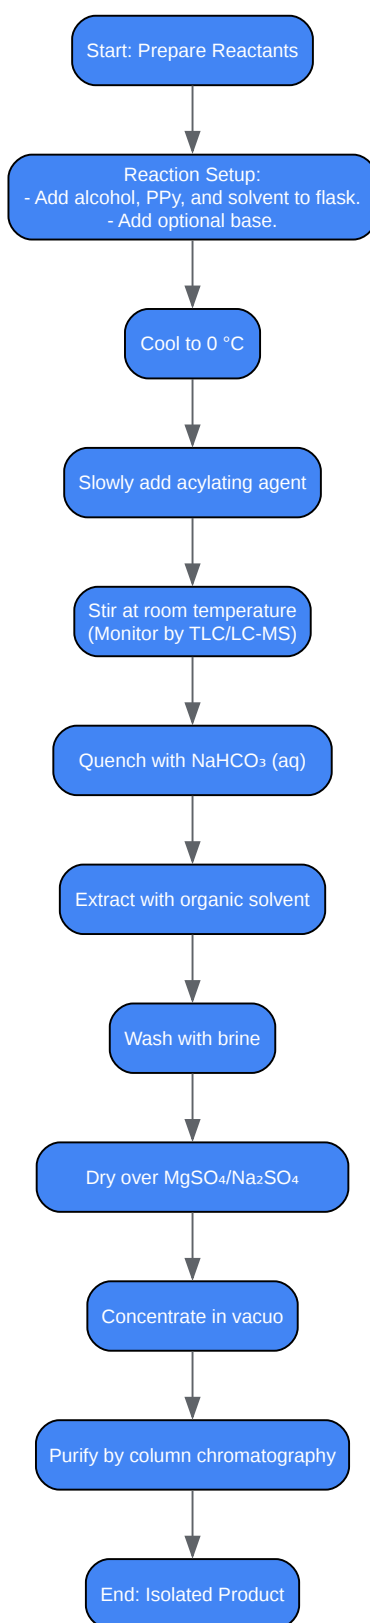 Start: Prepare Reactants
Reaction Setup:
- Add alcohol, PPy, and solvent to flask.
- Add optional base.
Cool to 0 °C
Slowly add acylating agent
Stir at room temperature
(Monitor by TLC/LC-MS)
Quench with NaHCO₃ (aq)
Extract with organic solvent
Wash with brine
Dry over MgSO₄/Na₂SO₄
Concentrate in vacuo
Purify by column chromatography
End: Isolated Product